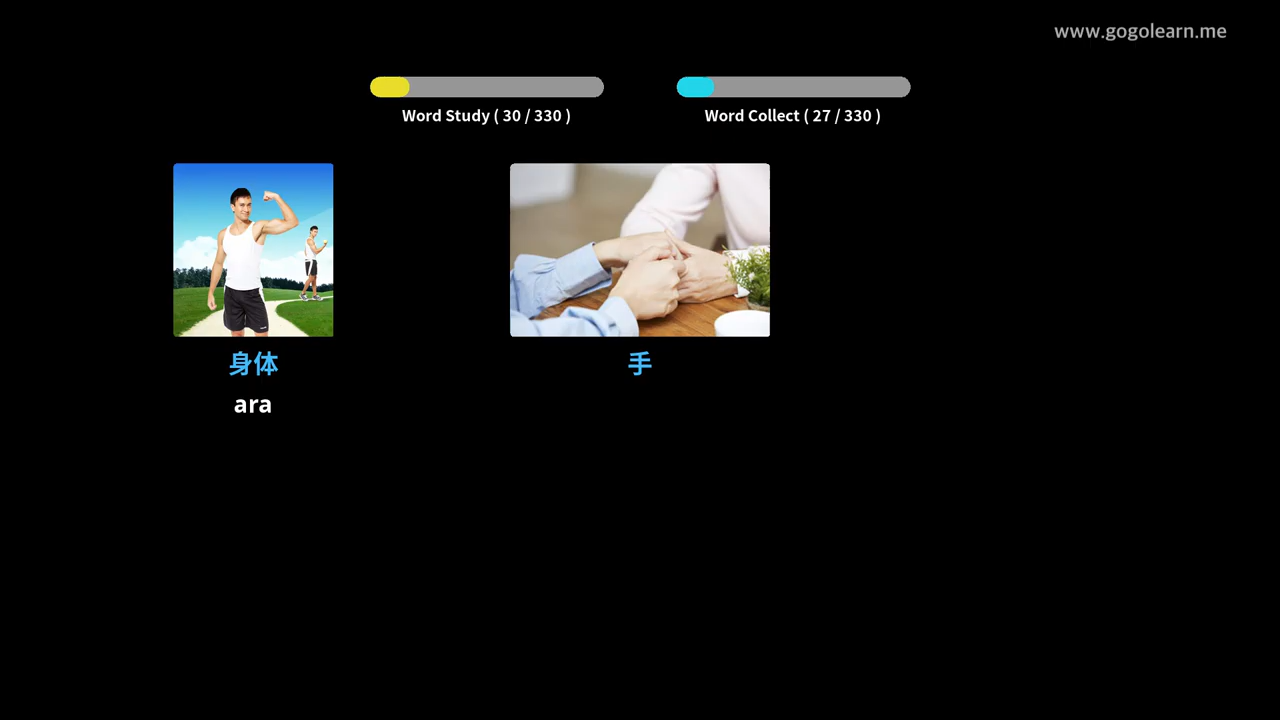 www.gogolearn.me
Word Study ( 30 / 330 )
Word Collect ( 27 / 330 )
身体
ara
手